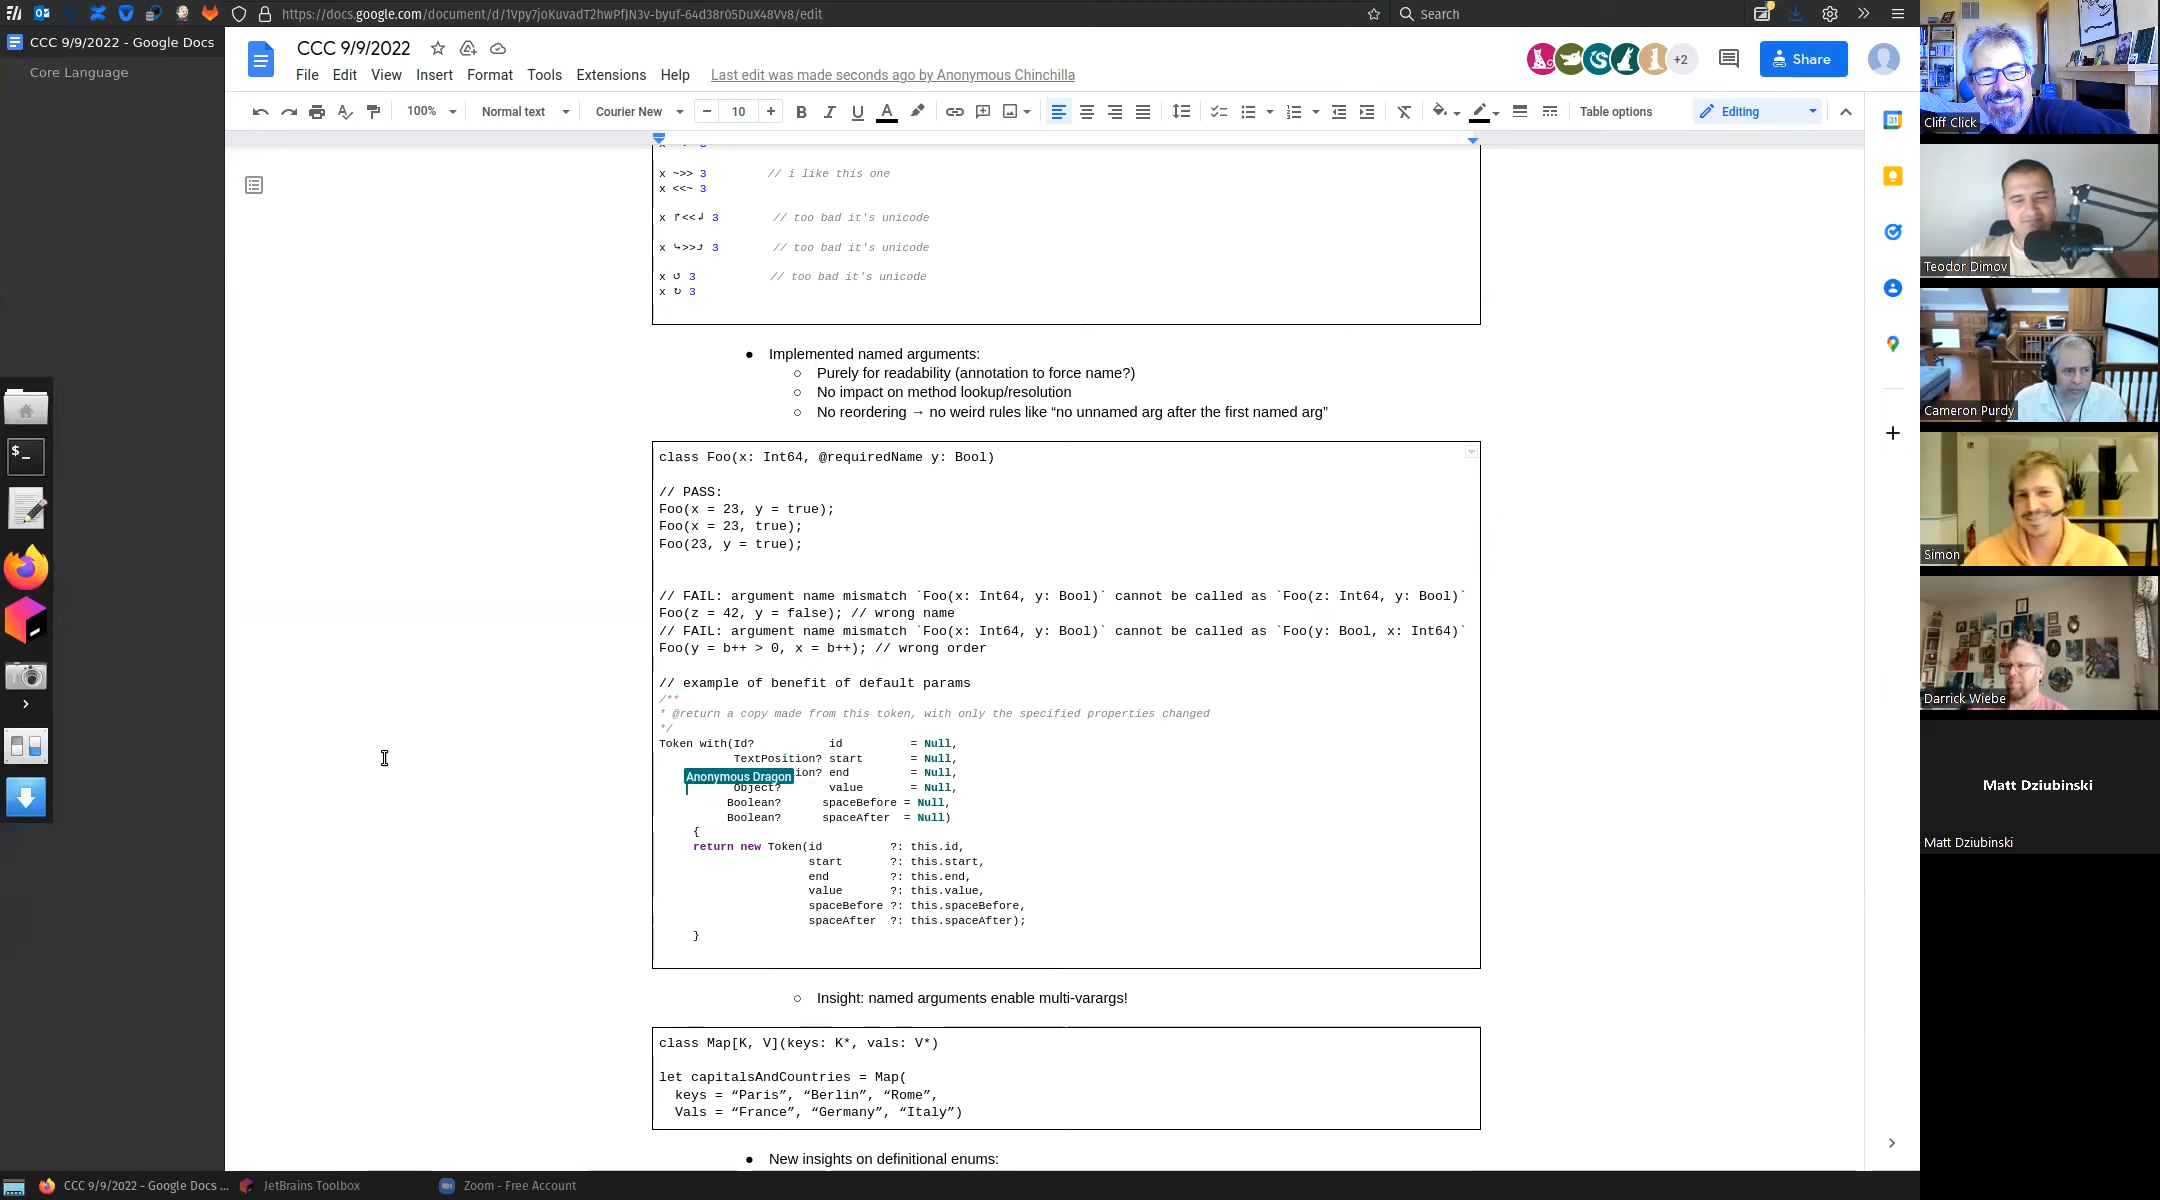 https://docs.google.com/document/d/1Vpy7joKuvadT2hwPfJN3v-byuf-64d38r05DuX48Vv8/edit
Search
CCC 9/9/2022 - Google Docs
Core Language
CCC 9/9/2022
File Edit View Insert Format Tools Extensions Help Last edit was made seconds ago by Anonymous Chinchilla
+2
Share
100% Normal text Courier New 10 Table options Editing
x ~>> 3 // i like this one
x <<~ 3
x ↱<<↲ 3 // too bad it's unicode
x ⤷>>⤴ 3 // too bad it's unicode
x ↺ 3 // too bad it's unicode
x ↻ 3
● Implemented named arguments:
○ Purely for readability (annotation to force name?)
○ No impact on method lookup/resolution
○ No reordering → no weird rules like “no unnamed arg after the first named arg”
class Foo(x: Int64, @requiredName y: Bool)
// PASS:
Foo(x = 23, y = true);
Foo(x = 23, true);
Foo(23, y = true);
// FAIL: argument name mismatch `Foo(x: Int64, y: Bool)` cannot be called as `Foo(z: Int64, y: Bool)`
Foo(z = 42, y = false); // wrong name
// FAIL: argument name mismatch `Foo(x: Int64, y: Bool)` cannot be called as `Foo(y: Bool, x: Int64)`
Foo(y = b++ > 0, x = b++); // wrong order
// example of benefit of default params
/**
* @return a copy made from this token, with only the specified properties changed
*/
Token with(Id? id = Null,
TextPosition? start = Null,
Anonymous Dragon
ion? end = Null,
Object? value = Null,
Boolean? spaceBefore = Null,
Boolean? spaceAfter = Null)
{
return new Token(id ?: this.id,
start ?: this.start,
end ?: this.end,
value ?: this.value,
spaceBefore ?: this.spaceBefore,
spaceAfter ?: this.spaceAfter);
}
○ Insight: named arguments enable multi-varargs!
class Map[K, V](keys: K*, vals: V*)
let capitalsAndCountries = Map(
keys = “Paris”, “Berlin”, “Rome”,
Vals = “France”, “Germany”, “Italy”)
● New insights on definitional enums:
Cliff Click
Teodor Dimov
Cameron Purdy
Simon
Darrick Wiebe
Matt Dziubinski
Matt Dziubinski
31
$_
CCC 9/9/2022 - Google Docs ...
JetBrains Toolbox
Zoom - Free Account